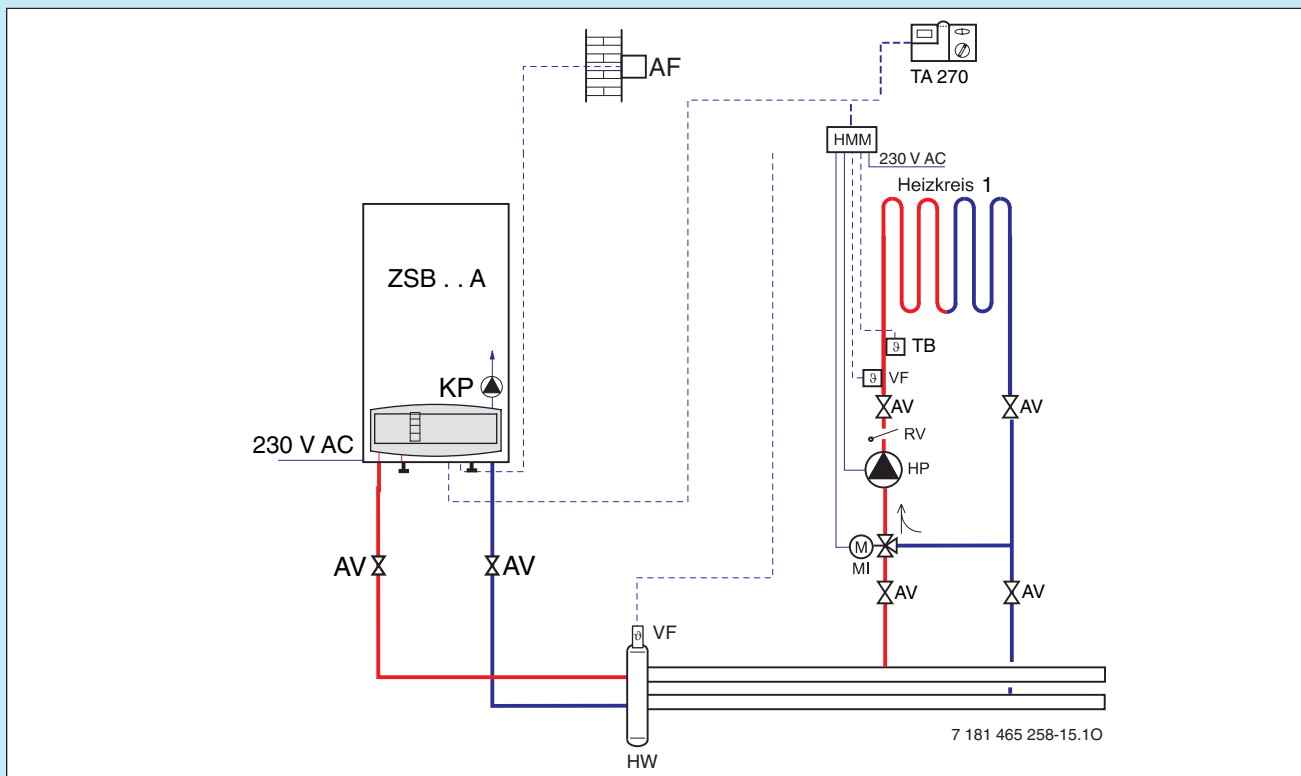 AF
TA 270
HMM
230 V AC
Heizkreis 1
ZSB . . A
TB
KP
VF
AV
AV
RV
230 V AC
HP
M
AV
AV
MI
AV
AV
VF
7 181 465 258-15.1O
HW